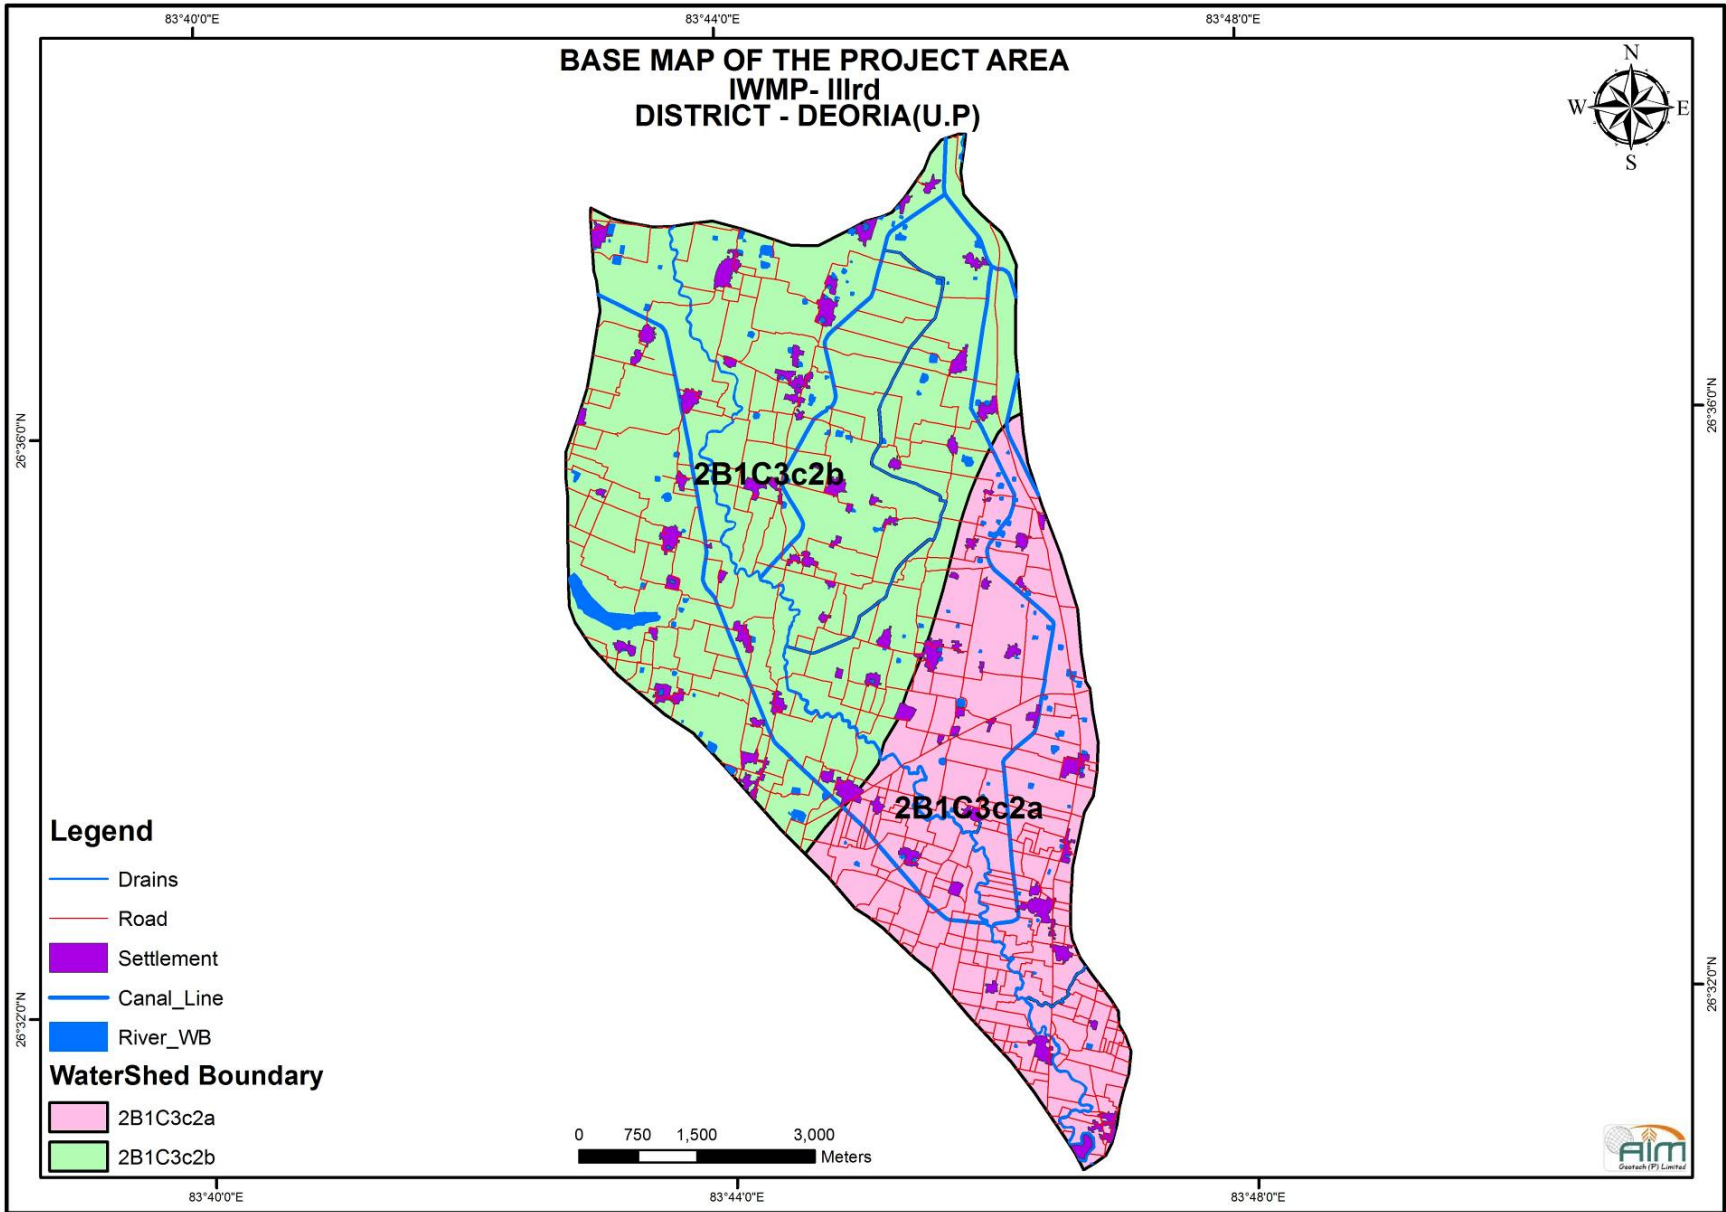 83°40'0"E
83°44'0"E
83°48'0"E
BASE MAP OF THE PROJECT AREA
IWMP- IIIrd
DISTRICT - DEORIA(U.P)
N
W
E
S
26°36'0"N
26°36'0"N
2B1C3c2b
2B1C3c2a
Legend
Drains
Road
Settlement
Canal_Line
River_WB
WaterShed Boundary
2B1C3c2a
2B1C3c2b
26°32'0"N
26°32'0"N
0 750 1,500 3,000
Meters
AIM
Geotech (P) Limited
83°40'0"E
83°44'0"E
83°48'0"E